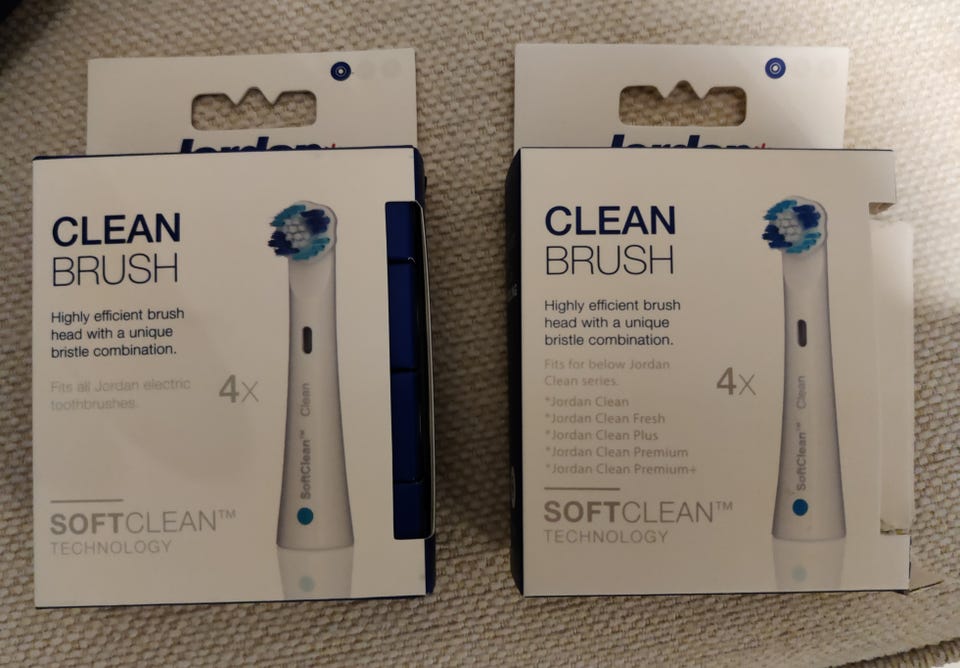 Jordan
CLEAN
BRUSH
Highly efficient brush
head with a unique
bristle combination.
Fits all Jordan electric
toothbrushes.
4x
SoftClean™ Clean
SOFTCLEAN™
TECHNOLOGY
Jordan
CLEAN
BRUSH
Highly efficient brush
head with a unique
bristle combination.
Fits for below Jordan
Clean series.
*Jordan Clean
*Jordan Clean Fresh
*Jordan Clean Plus
*Jordan Clean Premium
*Jordan Clean Premium+
4x
SoftClean™ Clean
SOFTCLEAN™
TECHNOLOGY